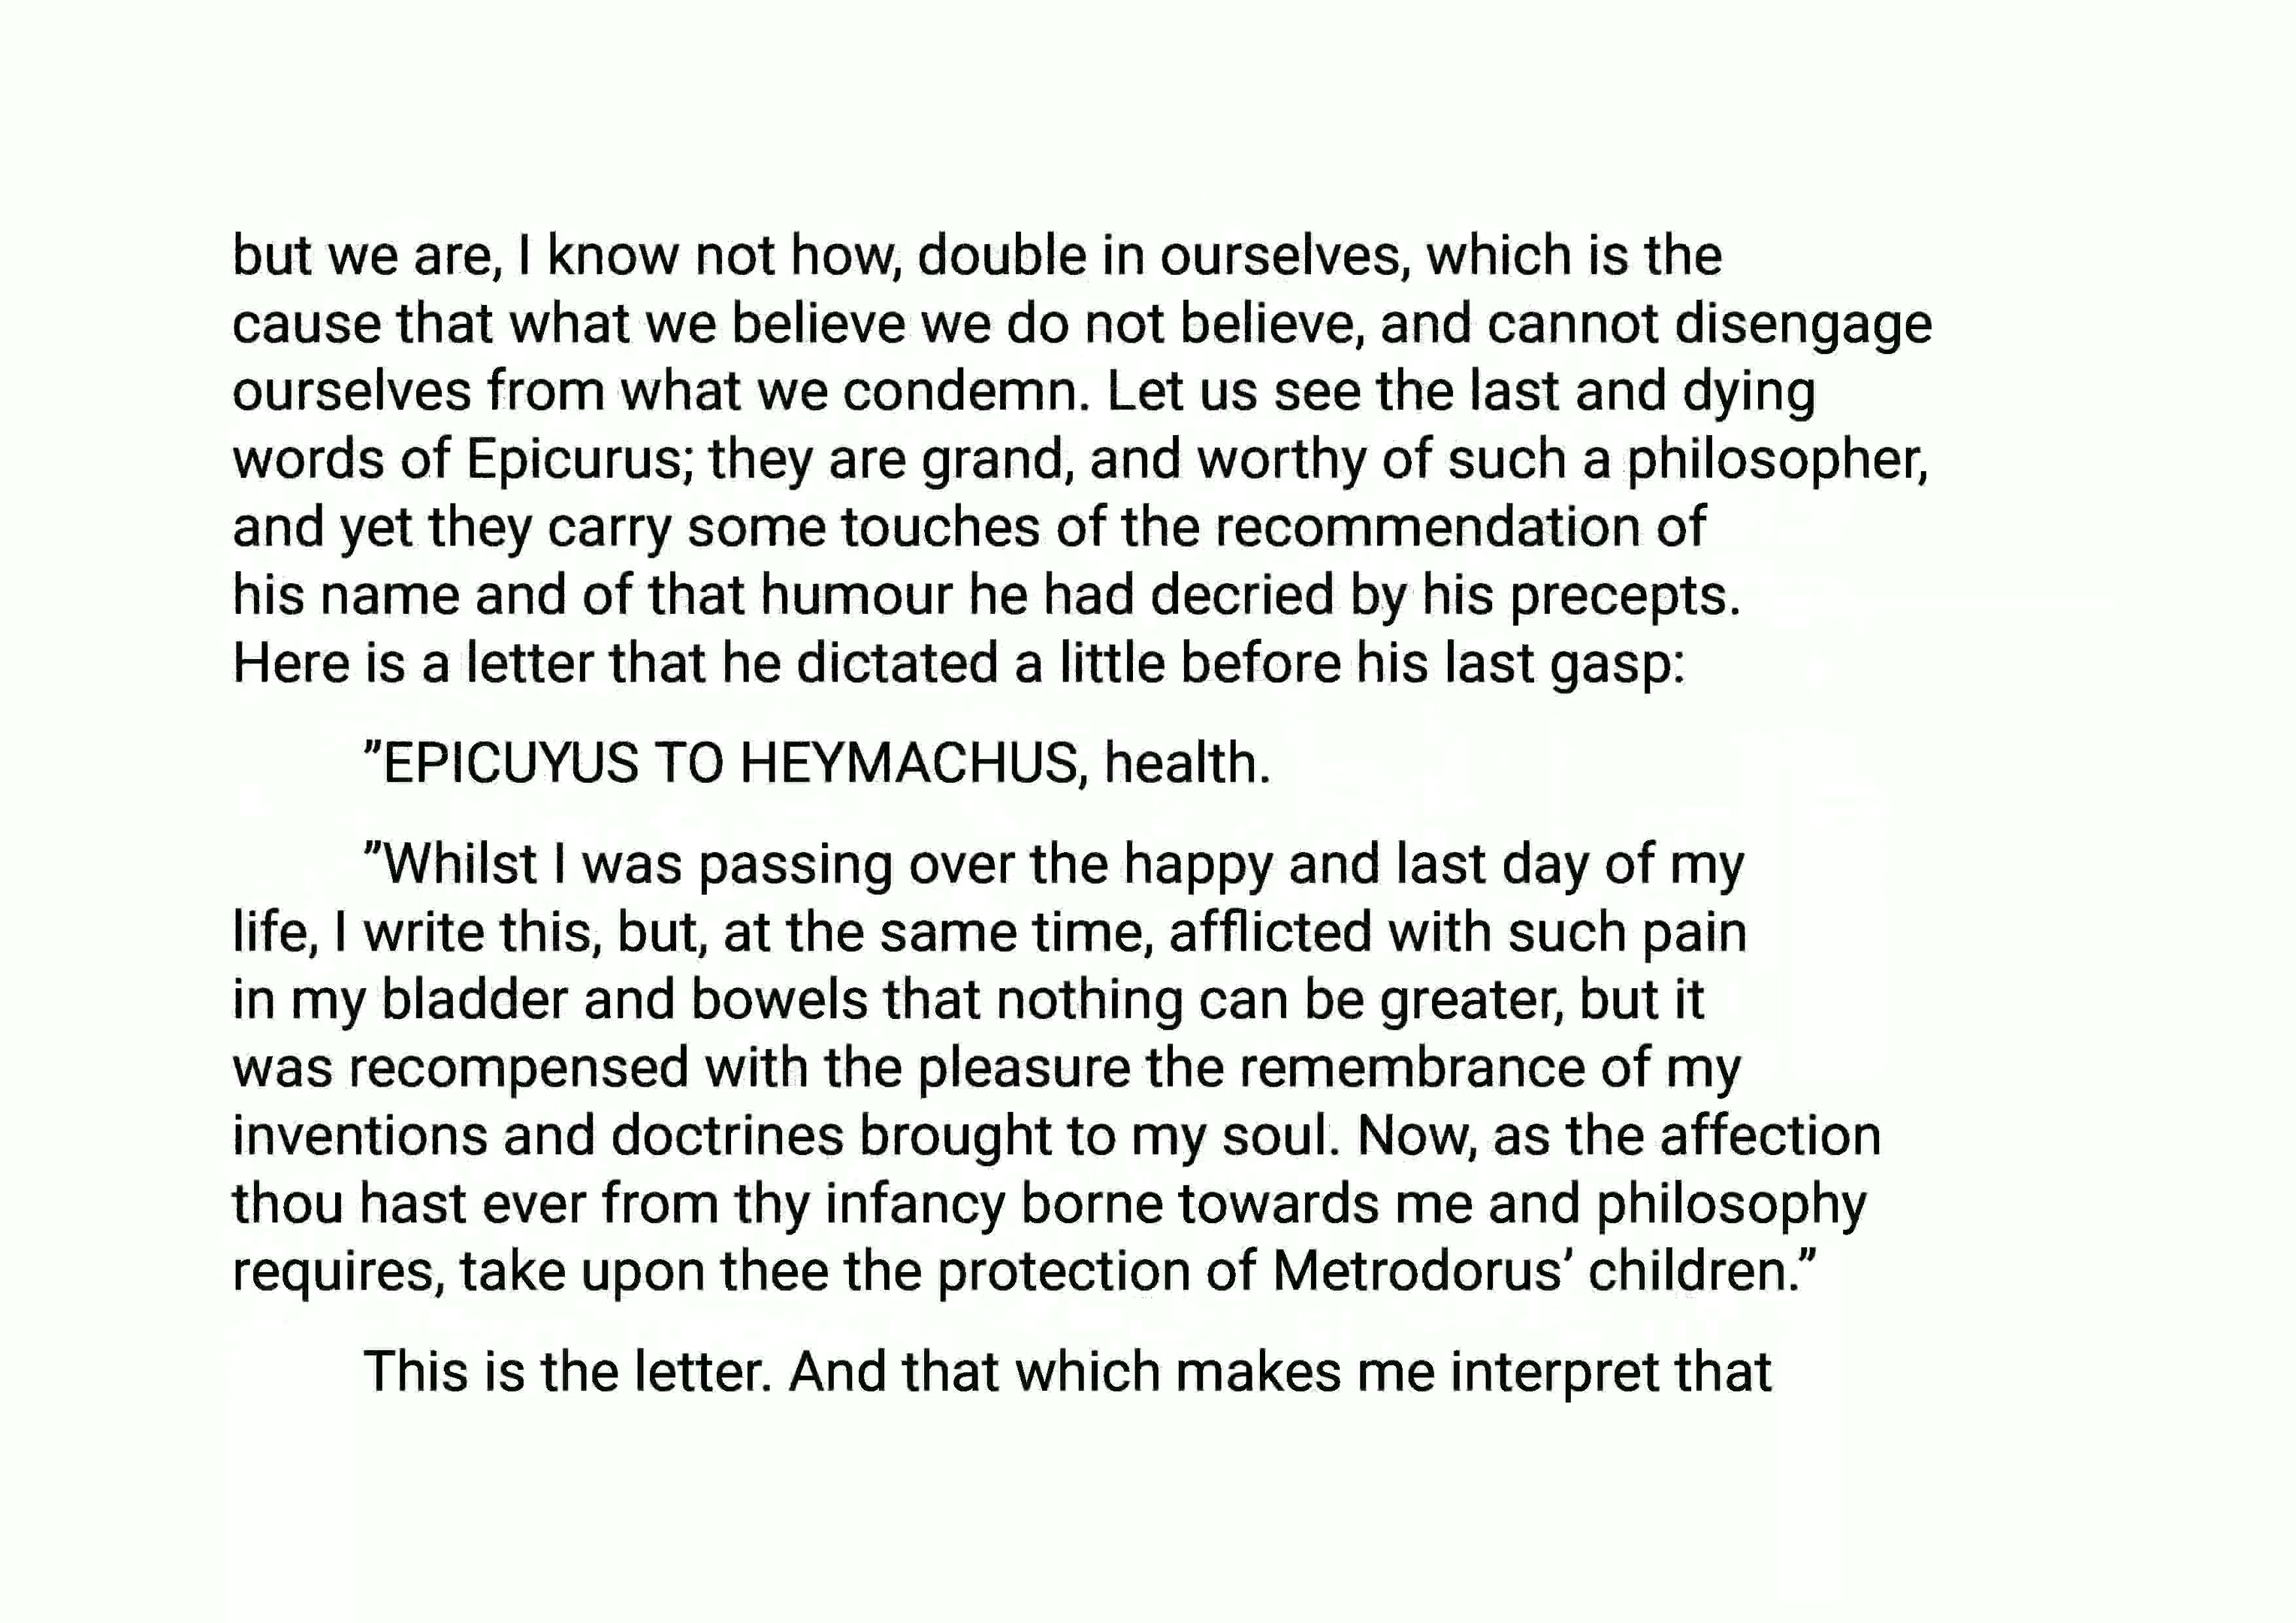 but we are, I know not how, double in ourselves, which is the
cause that what we believe we do not believe, and cannot disengage
ourselves from what we condemn. Let us see the last and dying
words of Epicurus; they are grand, and worthy of such a philosopher,
and yet they carry some touches of the recommendation of
his name and of that humour he had decried by his precepts.
Here is a letter that he dictated a little before his last gasp:
”EPICUYUS TO HEYMACHUS, health.
”Whilst I was passing over the happy and last day of my
life, I write this, but, at the same time, afflicted with such pain
in my bladder and bowels that nothing can be greater, but it
was recompensed with the pleasure the remembrance of my
inventions and doctrines brought to my soul. Now, as the affection
thou hast ever from thy infancy borne towards me and philosophy
requires, take upon thee the protection of Metrodorus’ children.”
This is the letter. And that which makes me interpret that